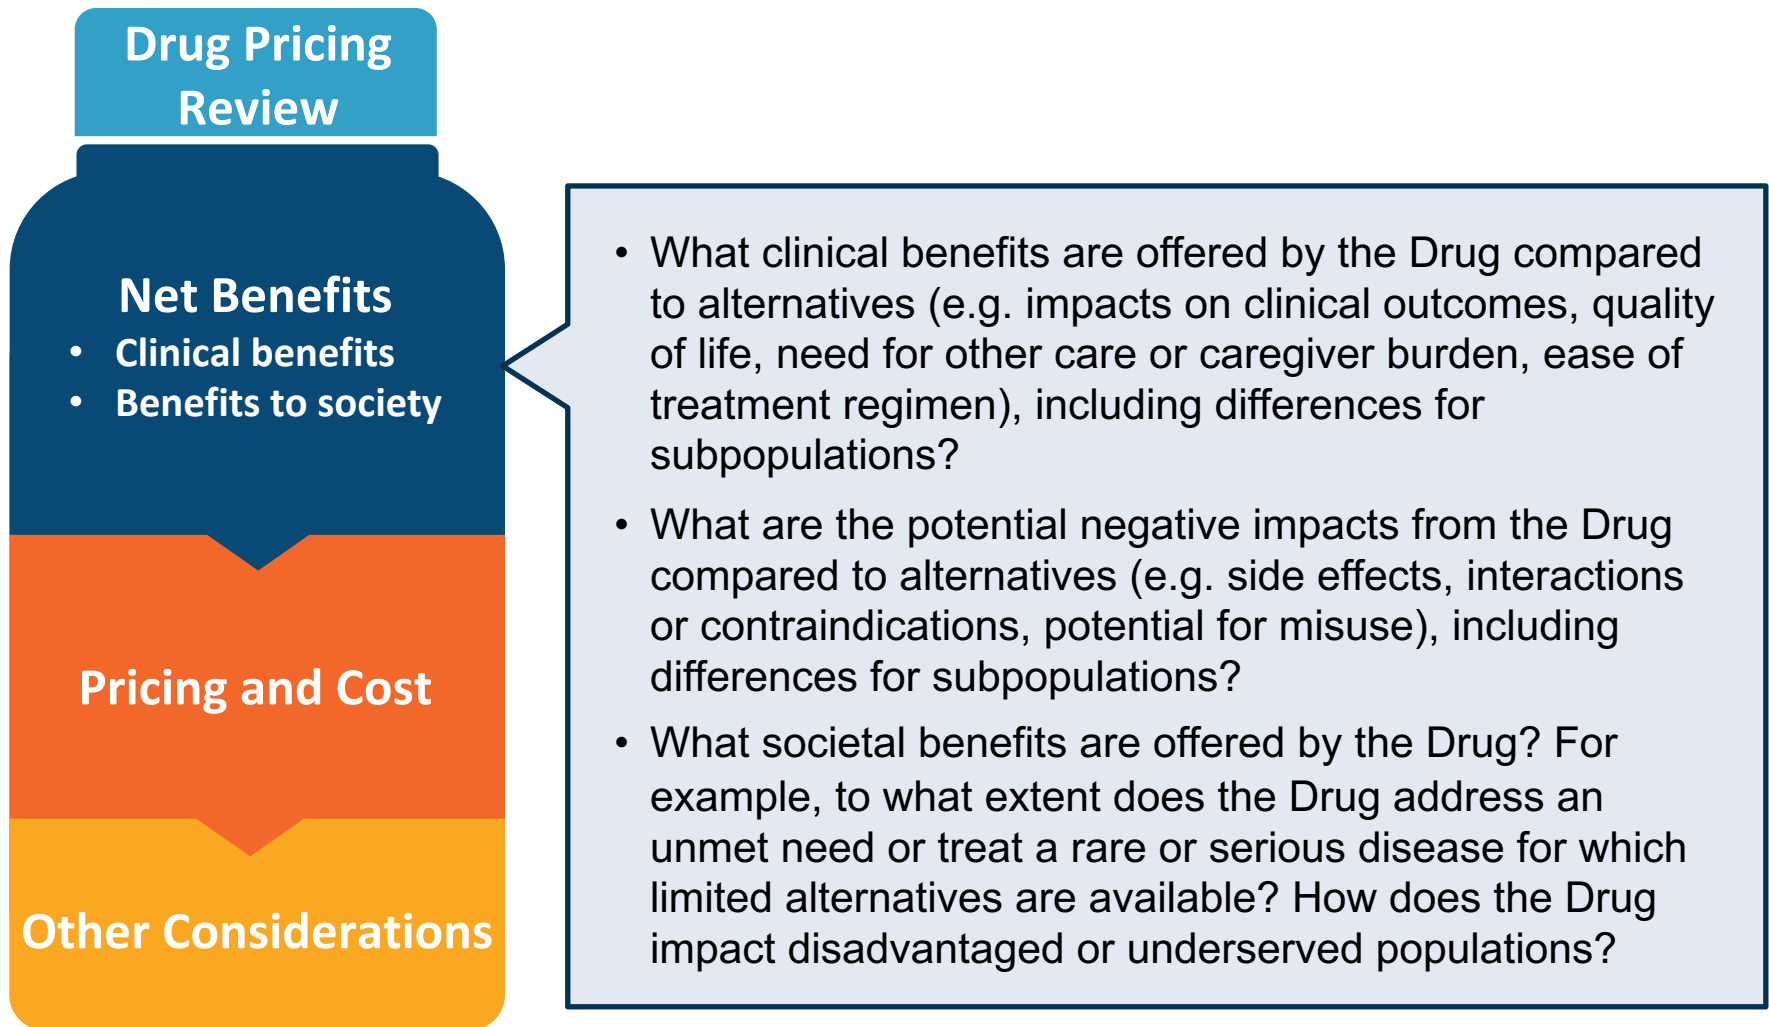 Drug Pricing
Review
Net Benefits
• Clinical benefits
• Benefits to society
Pricing and Cost
Other Considerations
• What clinical benefits are offered by the Drug compared
to alternatives (e.g. impacts on clinical outcomes, quality
of life, need for other care or caregiver burden, ease of
treatment regimen), including differences for
subpopulations?
• What are the potential negative impacts from the Drug
compared to alternatives (e.g. side effects, interactions
or contraindications, potential for misuse), including
differences for subpopulations?
• What societal benefits are offered by the Drug? For
example, to what extent does the Drug address an
unmet need or treat a rare or serious disease for which
limited alternatives are available? How does the Drug
impact disadvantaged or underserved populations?